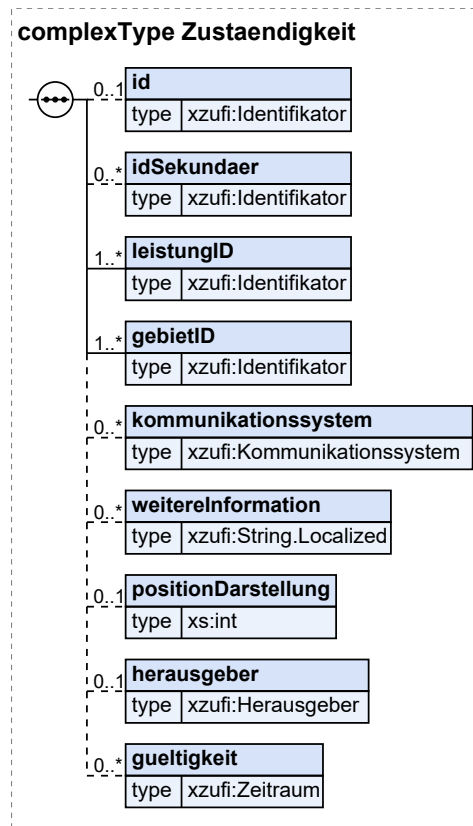 complexType Zustaendigkeit
0..1 id
type xzufi:Identifikator
0..* idSekundaer
type xzufi:Identifikator
1..* leistungID
type xzufi:Identifikator
1..* gebietID
type xzufi:Identifikator
0..* kommunikationssystem
type xzufi:Kommunikationssystem
0..* weitereInformation
type xzufi:String.Localized
0..1 positionDarstellung
type xs:int
0..1 herausgeber
type xzufi:Herausgeber
0..* gueltigkeit
type xzufi:Zeitraum